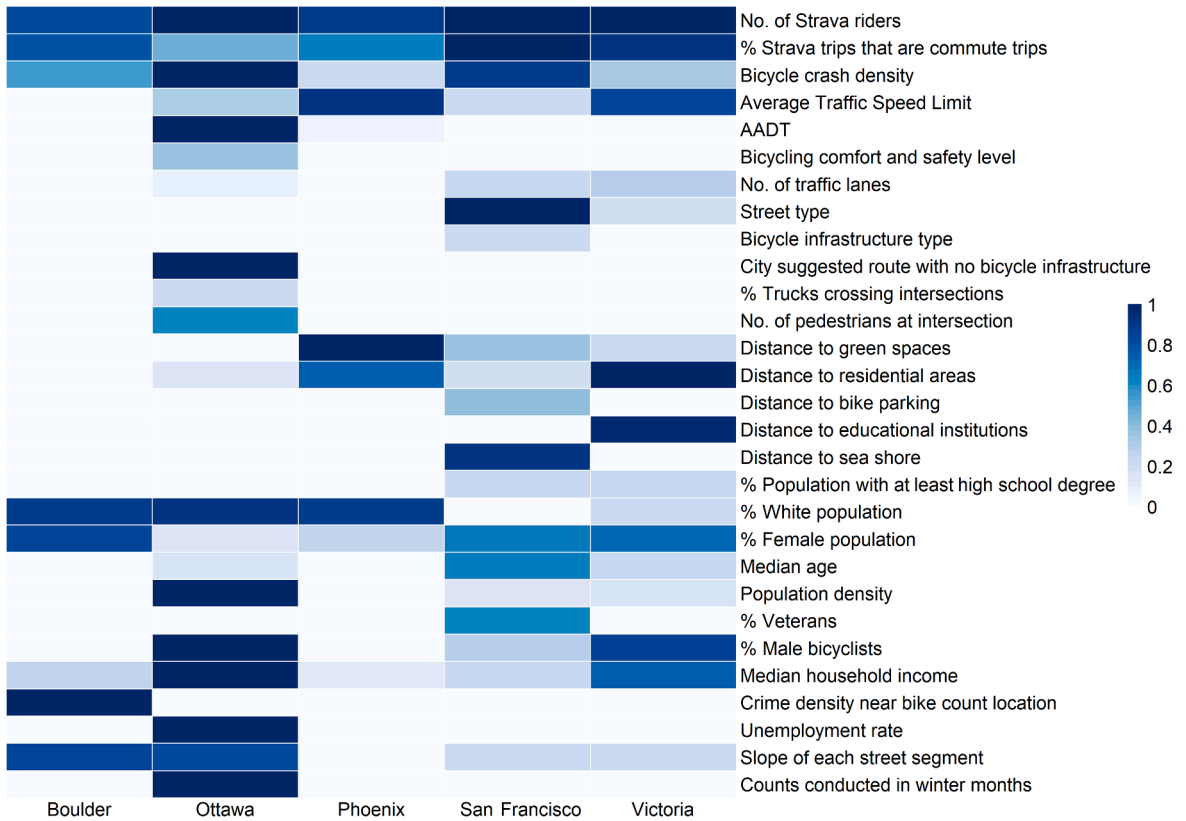 No. of Strava riders
% Strava trips that are commute trips
Bicycle crash density
Average Traffic Speed Limit
AADT
Bicycling comfort and safety level
No. of traffic lanes
Street type
Bicycle infrastructure type
City suggested route with no bicycle infrastructure
% Trucks crossing intersections
No. of pedestrians at intersection
Distance to green spaces
Distance to residential areas
Distance to bike parking
Distance to educational institutions
Distance to sea shore
% Population with at least high school degree
% White population
% Female population
Median age
Population density
% Veterans
% Male bicyclists
Median household income
Crime density near bike count location
Unemployment rate
Slope of each street segment
Counts conducted in winter months
1
0.8
0.6
0.4
0.2
0
Boulder Ottawa Phoenix San Francisco Victoria